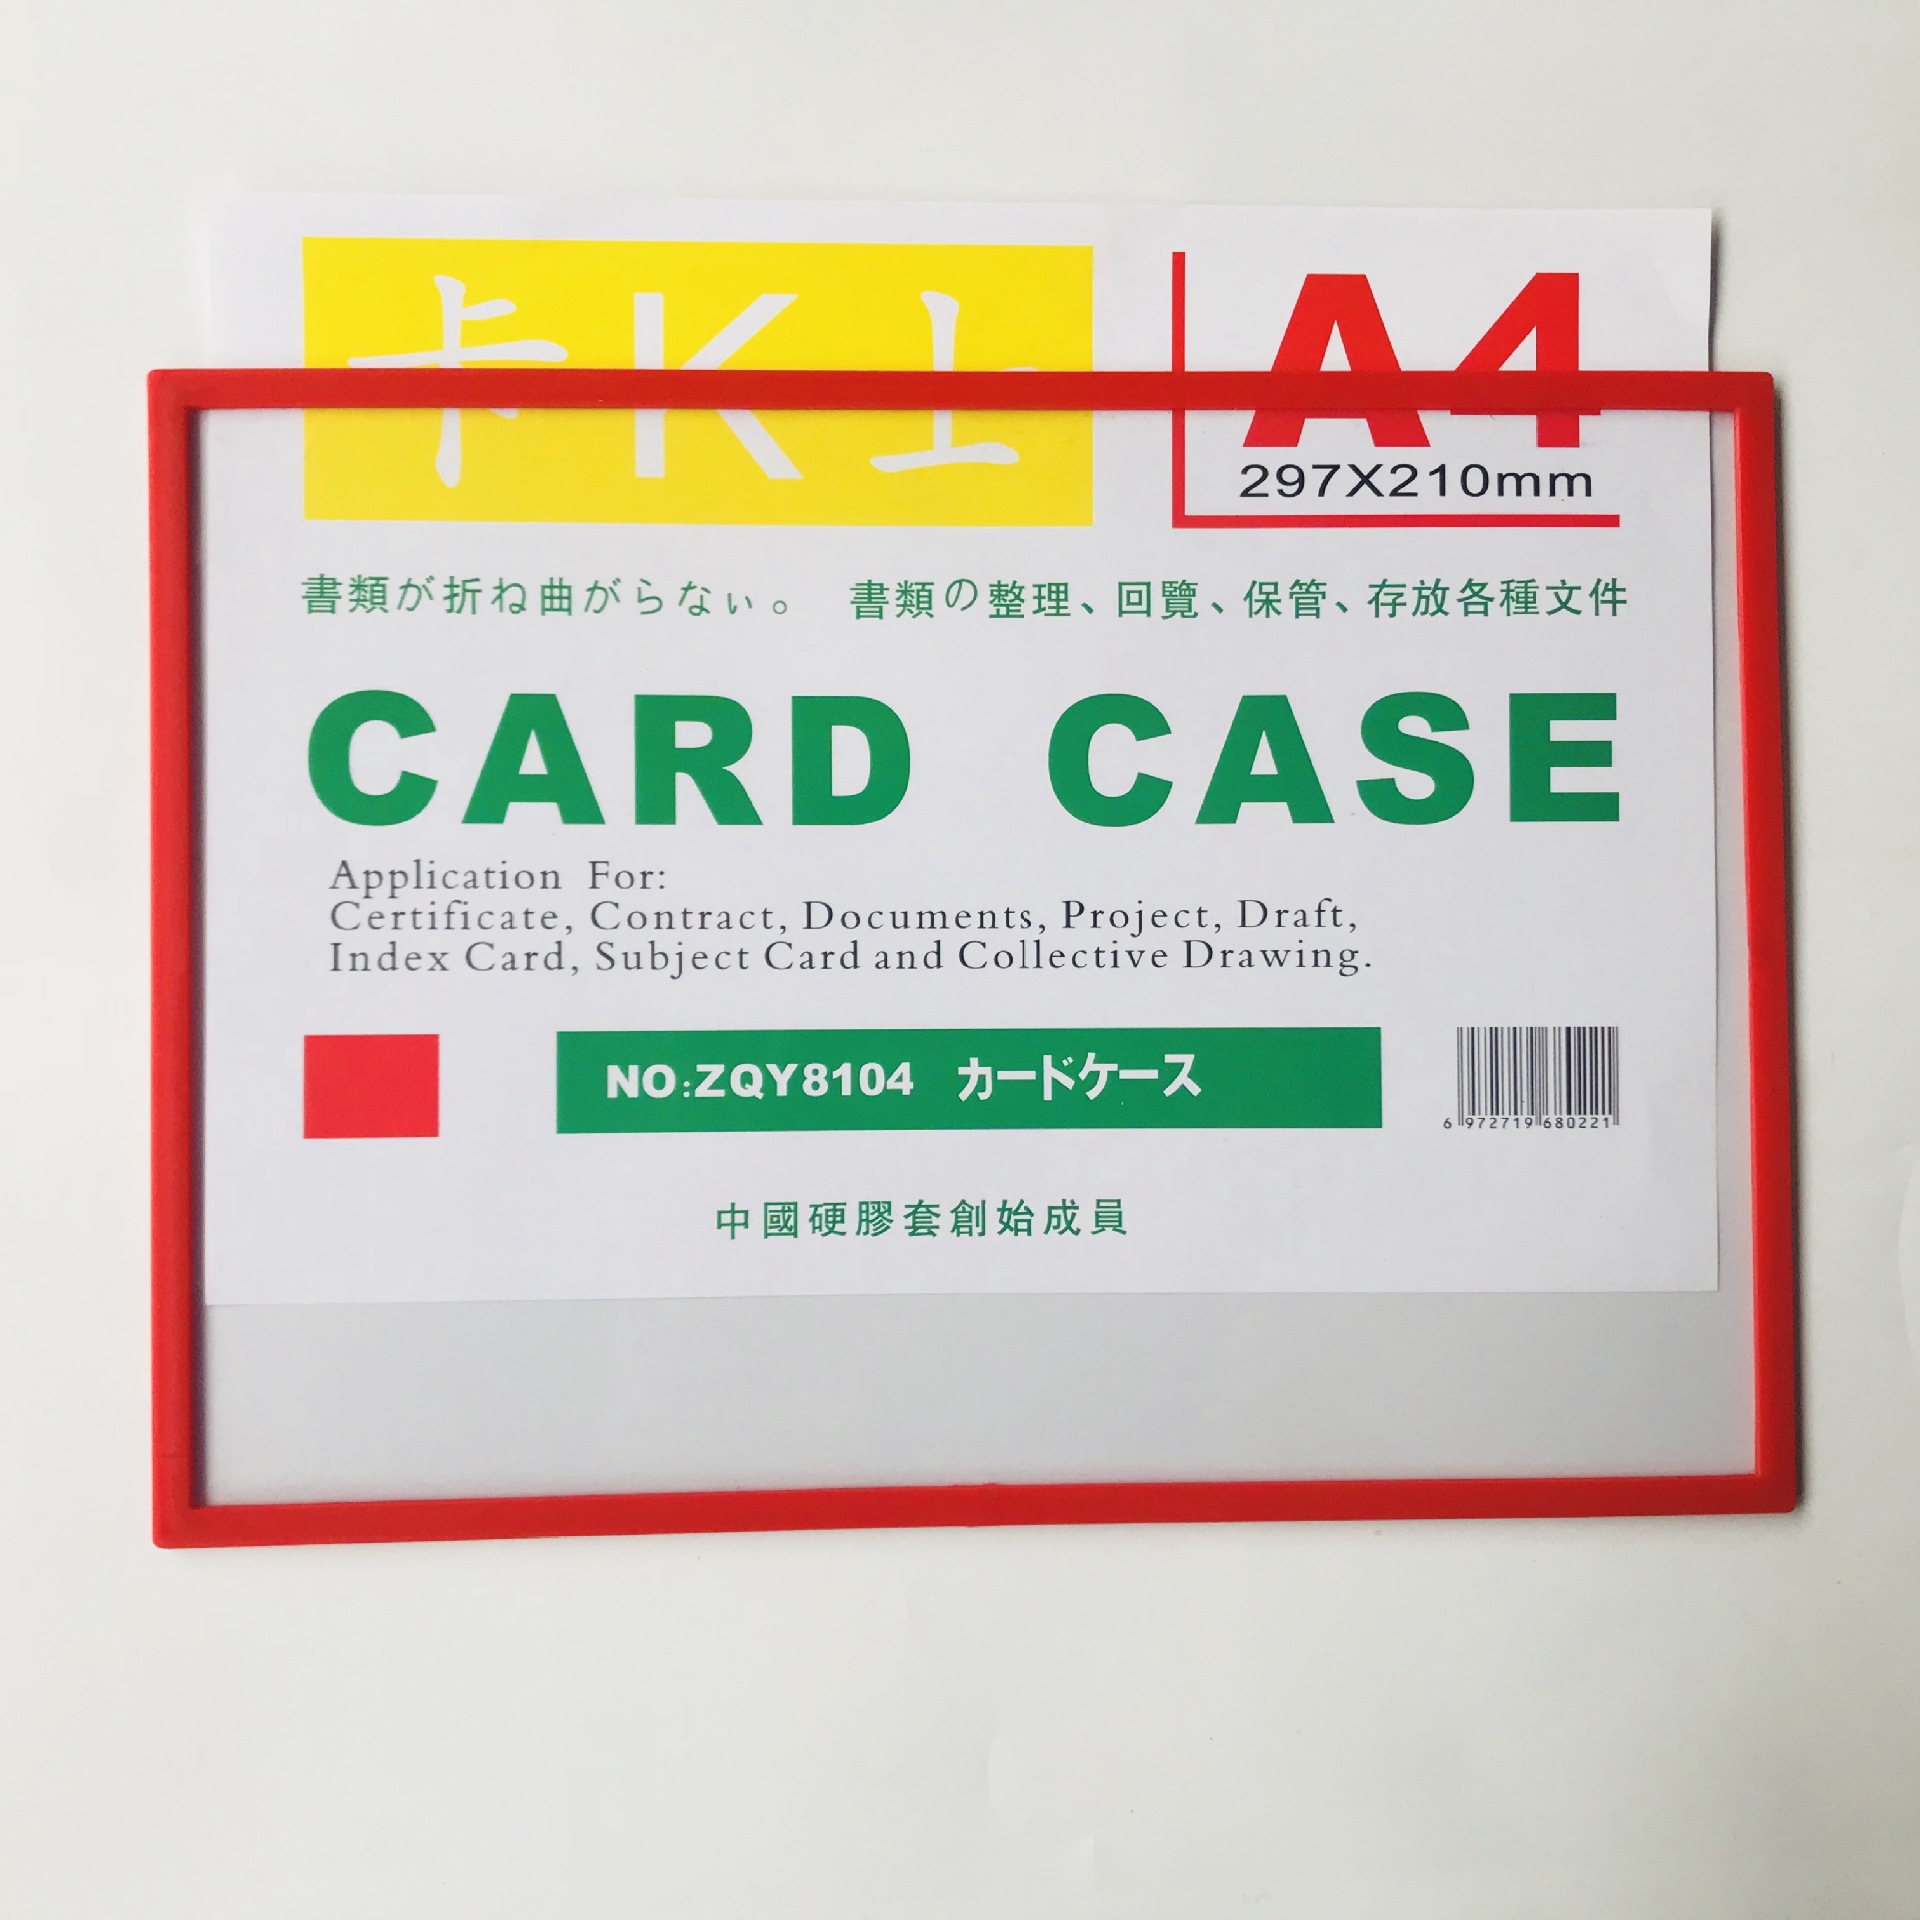 卡K上
A4
297X210mm
書類が折ね曲がらなぃ。 書類の整理、回覽、保管、存放各種文件
CARD CASE
Application For:
Certificate, Contract, Documents, Project, Draft,
Index Card, Subject Card and Collective Drawing.
NO:ZQY8104 カードケース
6 972719 680221
中國硬膠套創始成員